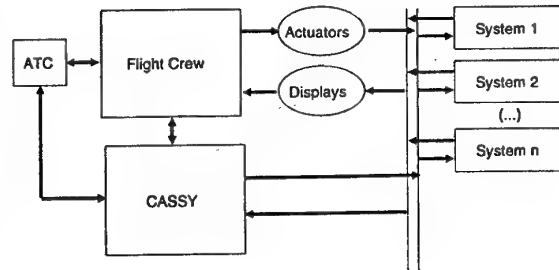 ATC
Flight Crew
Actuators
Displays
CASSY
System 1
System 2
(...)
System n